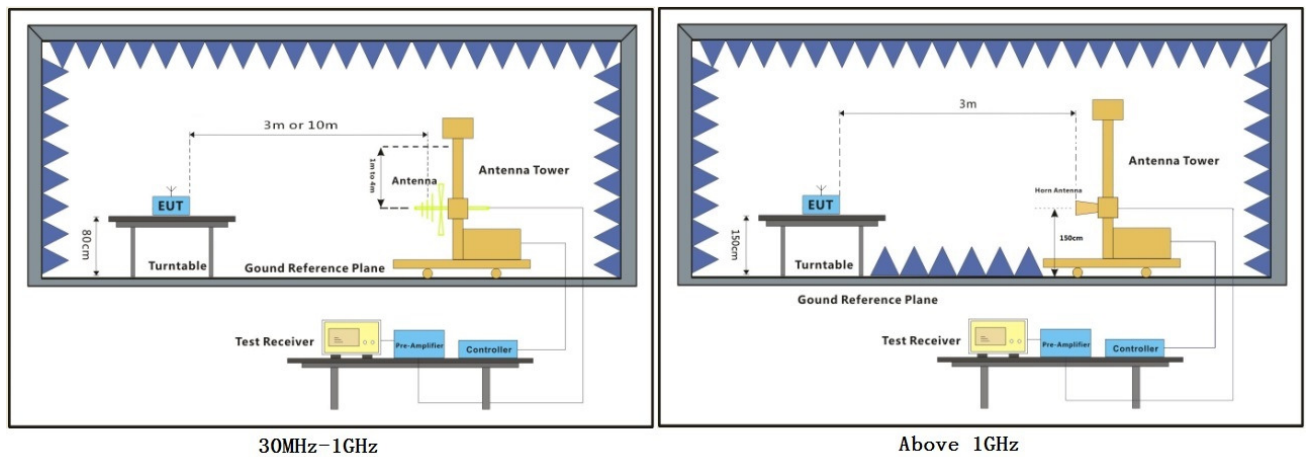 3m or 10m
1m to 4m
Antenna
Antenna Tower
EUT
80cm
Turntable
Gound Reference Plane
Test Receiver
Pre-Amplifier
Controller
30MHz-1GHz
3m
Antenna Tower
Horn Antenna
EUT
150cm
150cm
Turntable
Gound Reference Plane
Test Receiver
Pre-Amplifier
Controller
Above 1GHz